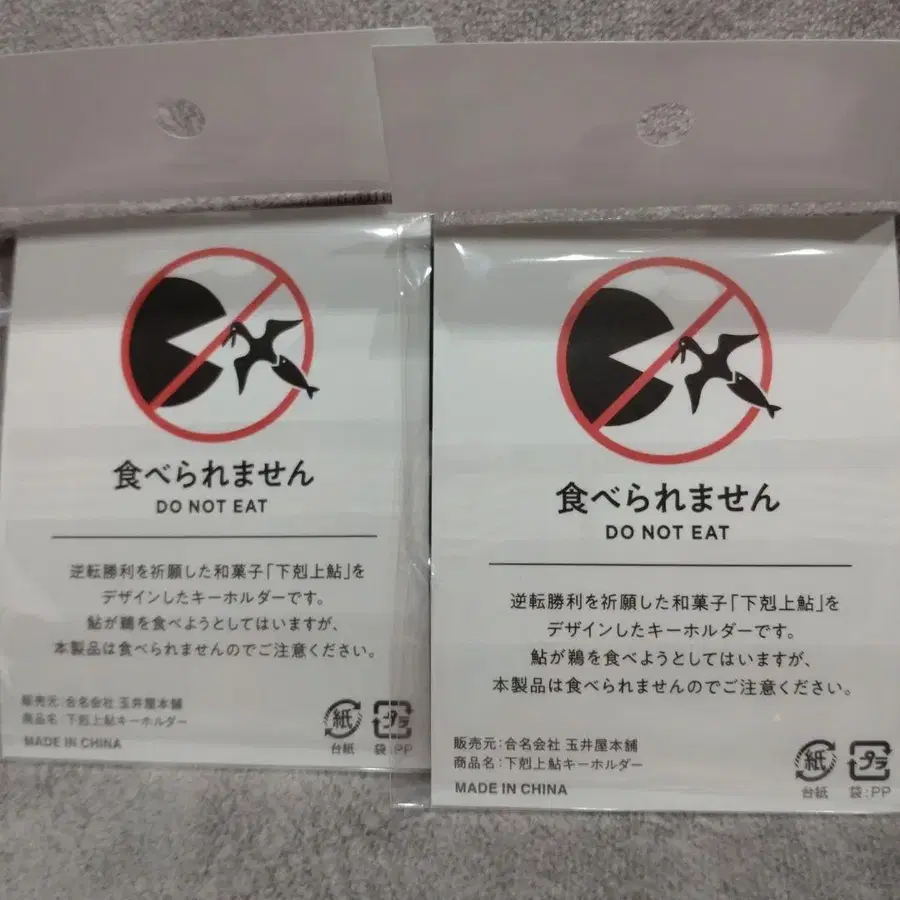 食べられません
DO NOT EAT
逆転勝利を祈願した和菓子「下剋上鮎」を
デザインしたキーホルダーです。
鮎が鵜を食べようとしてはいますが、
本製品は食べられませんのでご注意ください。
販売元：合名会社 玉井屋本舗
商品名：下剋上鮎キーホルダー
MADE IN CHINA
紙
台紙
プラ
袋：PP
食べられません
DO NOT EAT
逆転勝利を祈願した和菓子「下剋上鮎」を
デザインしたキーホルダーです。
鮎が鵜を食べようとしてはいますが、
本製品は食べられませんのでご注意ください。
販売元：合名会社 玉井屋本舗
商品名：下剋上鮎キーホルダー
MADE IN CHINA
紙
台紙
プラ
袋：PP